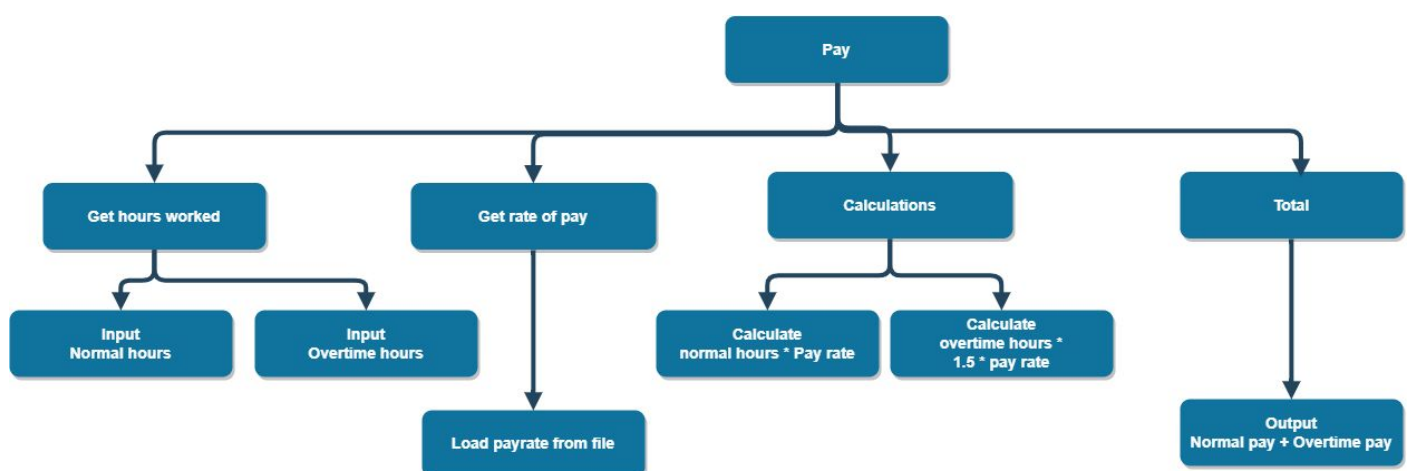 Pay
Get hours worked
Get rate of pay
Calculations
Total
Input
Normal hours
Input
Overtime hours
Calculate
normal hours * Pay rate
Calculate
overtime hours *
1.5 * pay rate
Load payrate from file
Output
Normal pay + Overtime pay